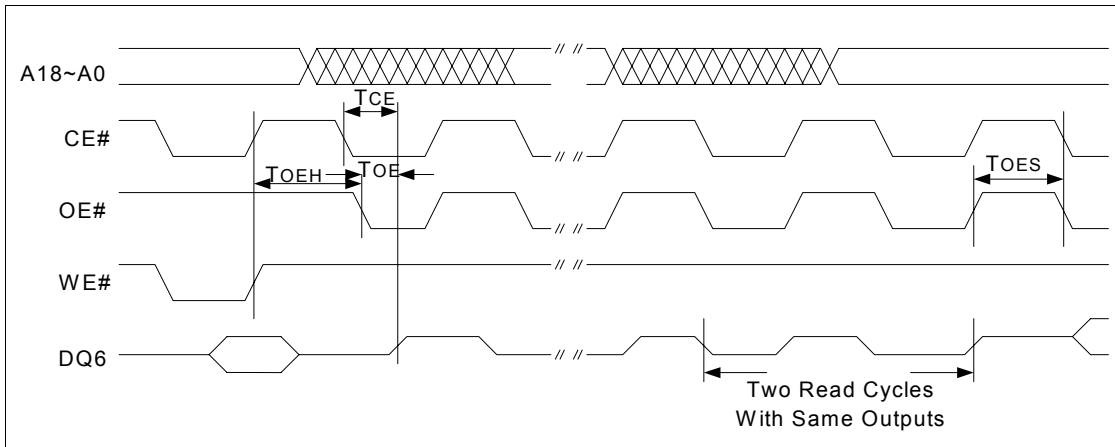 A18~A0
TCE
CE#
TOEH
TOE
TOES
OE#
WE#
DQ6
Two Read Cycles
With Same Outputs